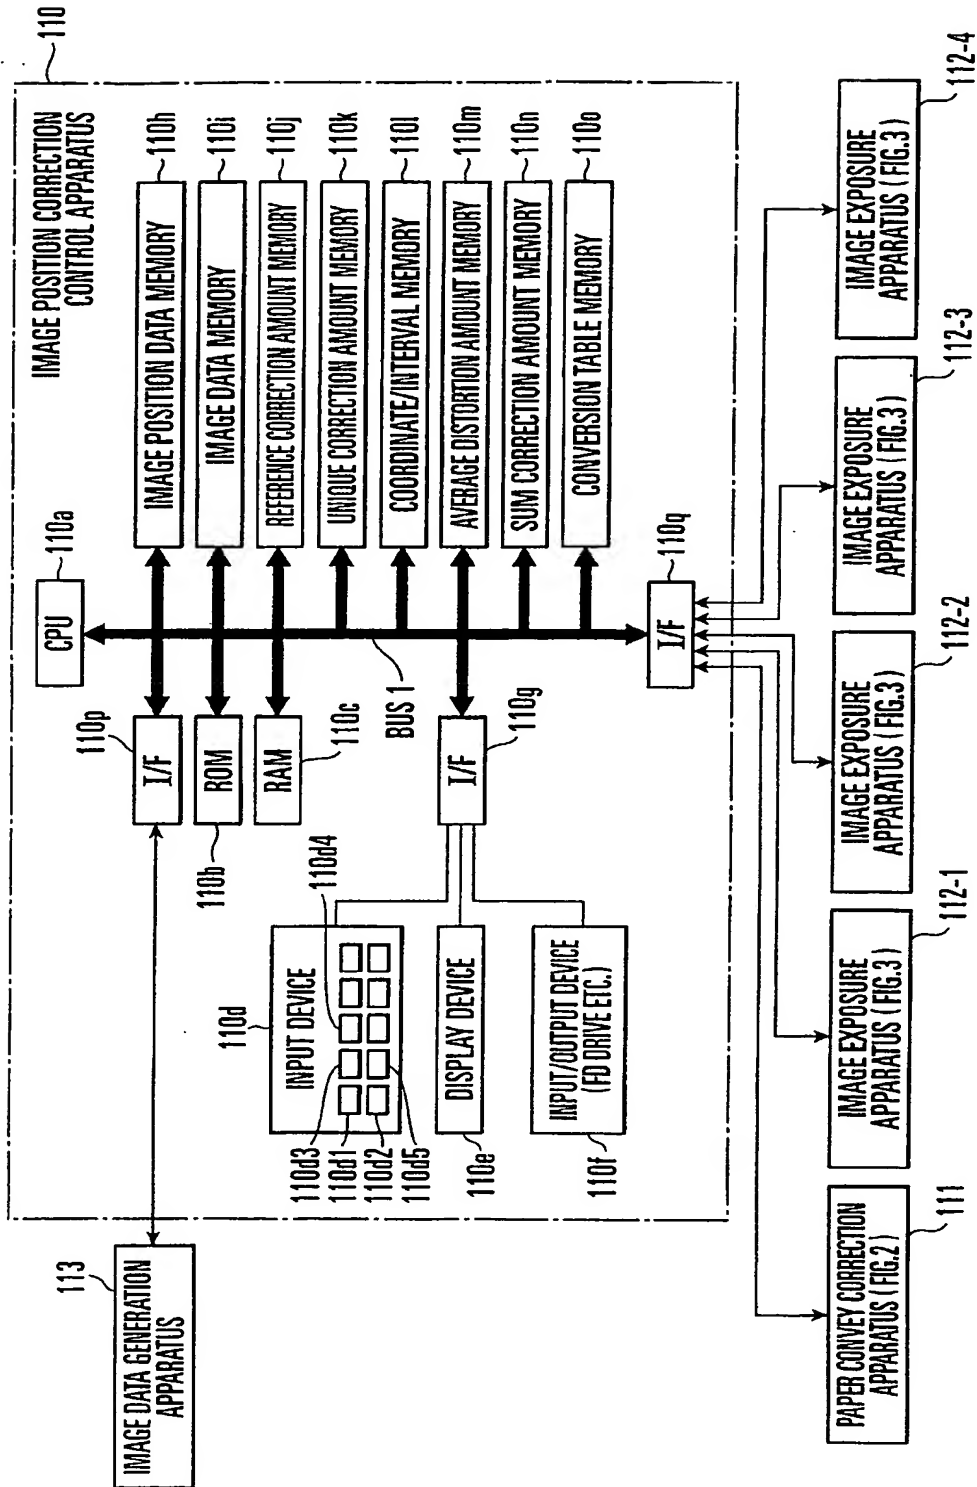 IMAGE POSITION CORRECTION
CONTROL APPARATUS
110
113
IMAGE DATA GENERATION
APPARATUS
CPU
110a
110p
I/F
ROM
110b
RAM
110c
BUS 1
110g
I/F
IMAGE POSITION DATA MEMORY
110h
IMAGE DATA MEMORY
110i
REFERENCE CORRECTION AMOUNT MEMORY
110j
UNIQUE CORRECTION AMOUNT MEMORY
110k
COORDINATE/INTERVAL MEMORY
110l
AVERAGE DISTORTION AMOUNT MEMORY
110m
SUM CORRECTION AMOUNT MEMORY
110n
CONVERSION TABLE MEMORY
110o
110d
INPUT DEVICE
110d4
110d3
110d1
110d2
110d5
DISPLAY DEVICE
110e
INPUT/OUTPUT DEVICE
(FD DRIVE ETC.)
110f
I/F
110q
PAPER CONVEY CORRECTION
APPARATUS (FIG.2)
111
IMAGE EXPOSURE
APPARATUS (FIG.3)
112-1
IMAGE EXPOSURE
APPARATUS (FIG.3)
112-2
IMAGE EXPOSURE
APPARATUS (FIG.3)
112-3
IMAGE EXPOSURE
APPARATUS (FIG.3)
112-4